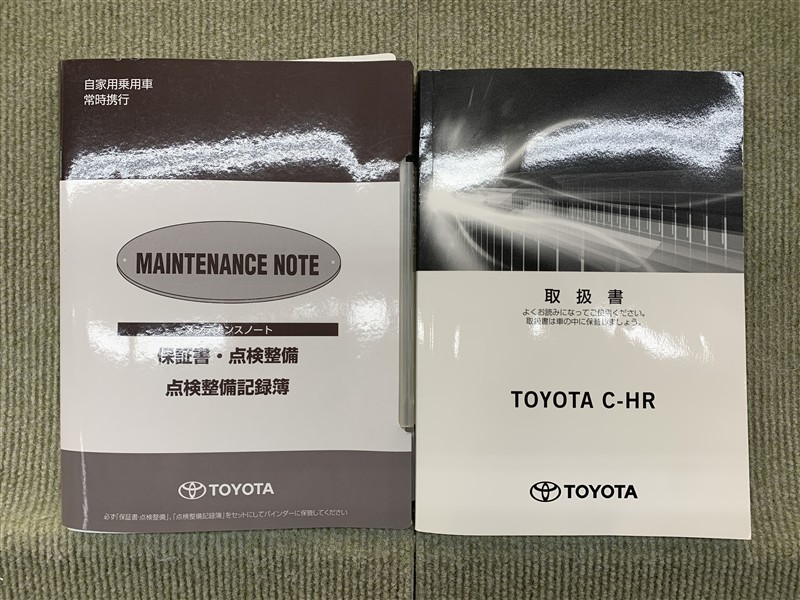 自家用乗用車
常時携行
MAINTENANCE NOTE
メンテナンスノート
保証書・点検整備
点検整備記録簿
TOYOTA
必ず「保証書・点検整備」、「点検整備記録簿」をセットにしてバインダーに保管してください
取扱書
よくお読みになってご使用ください。
取扱書は車の中に保管しましょう。
TOYOTA C-HR
TOYOTA